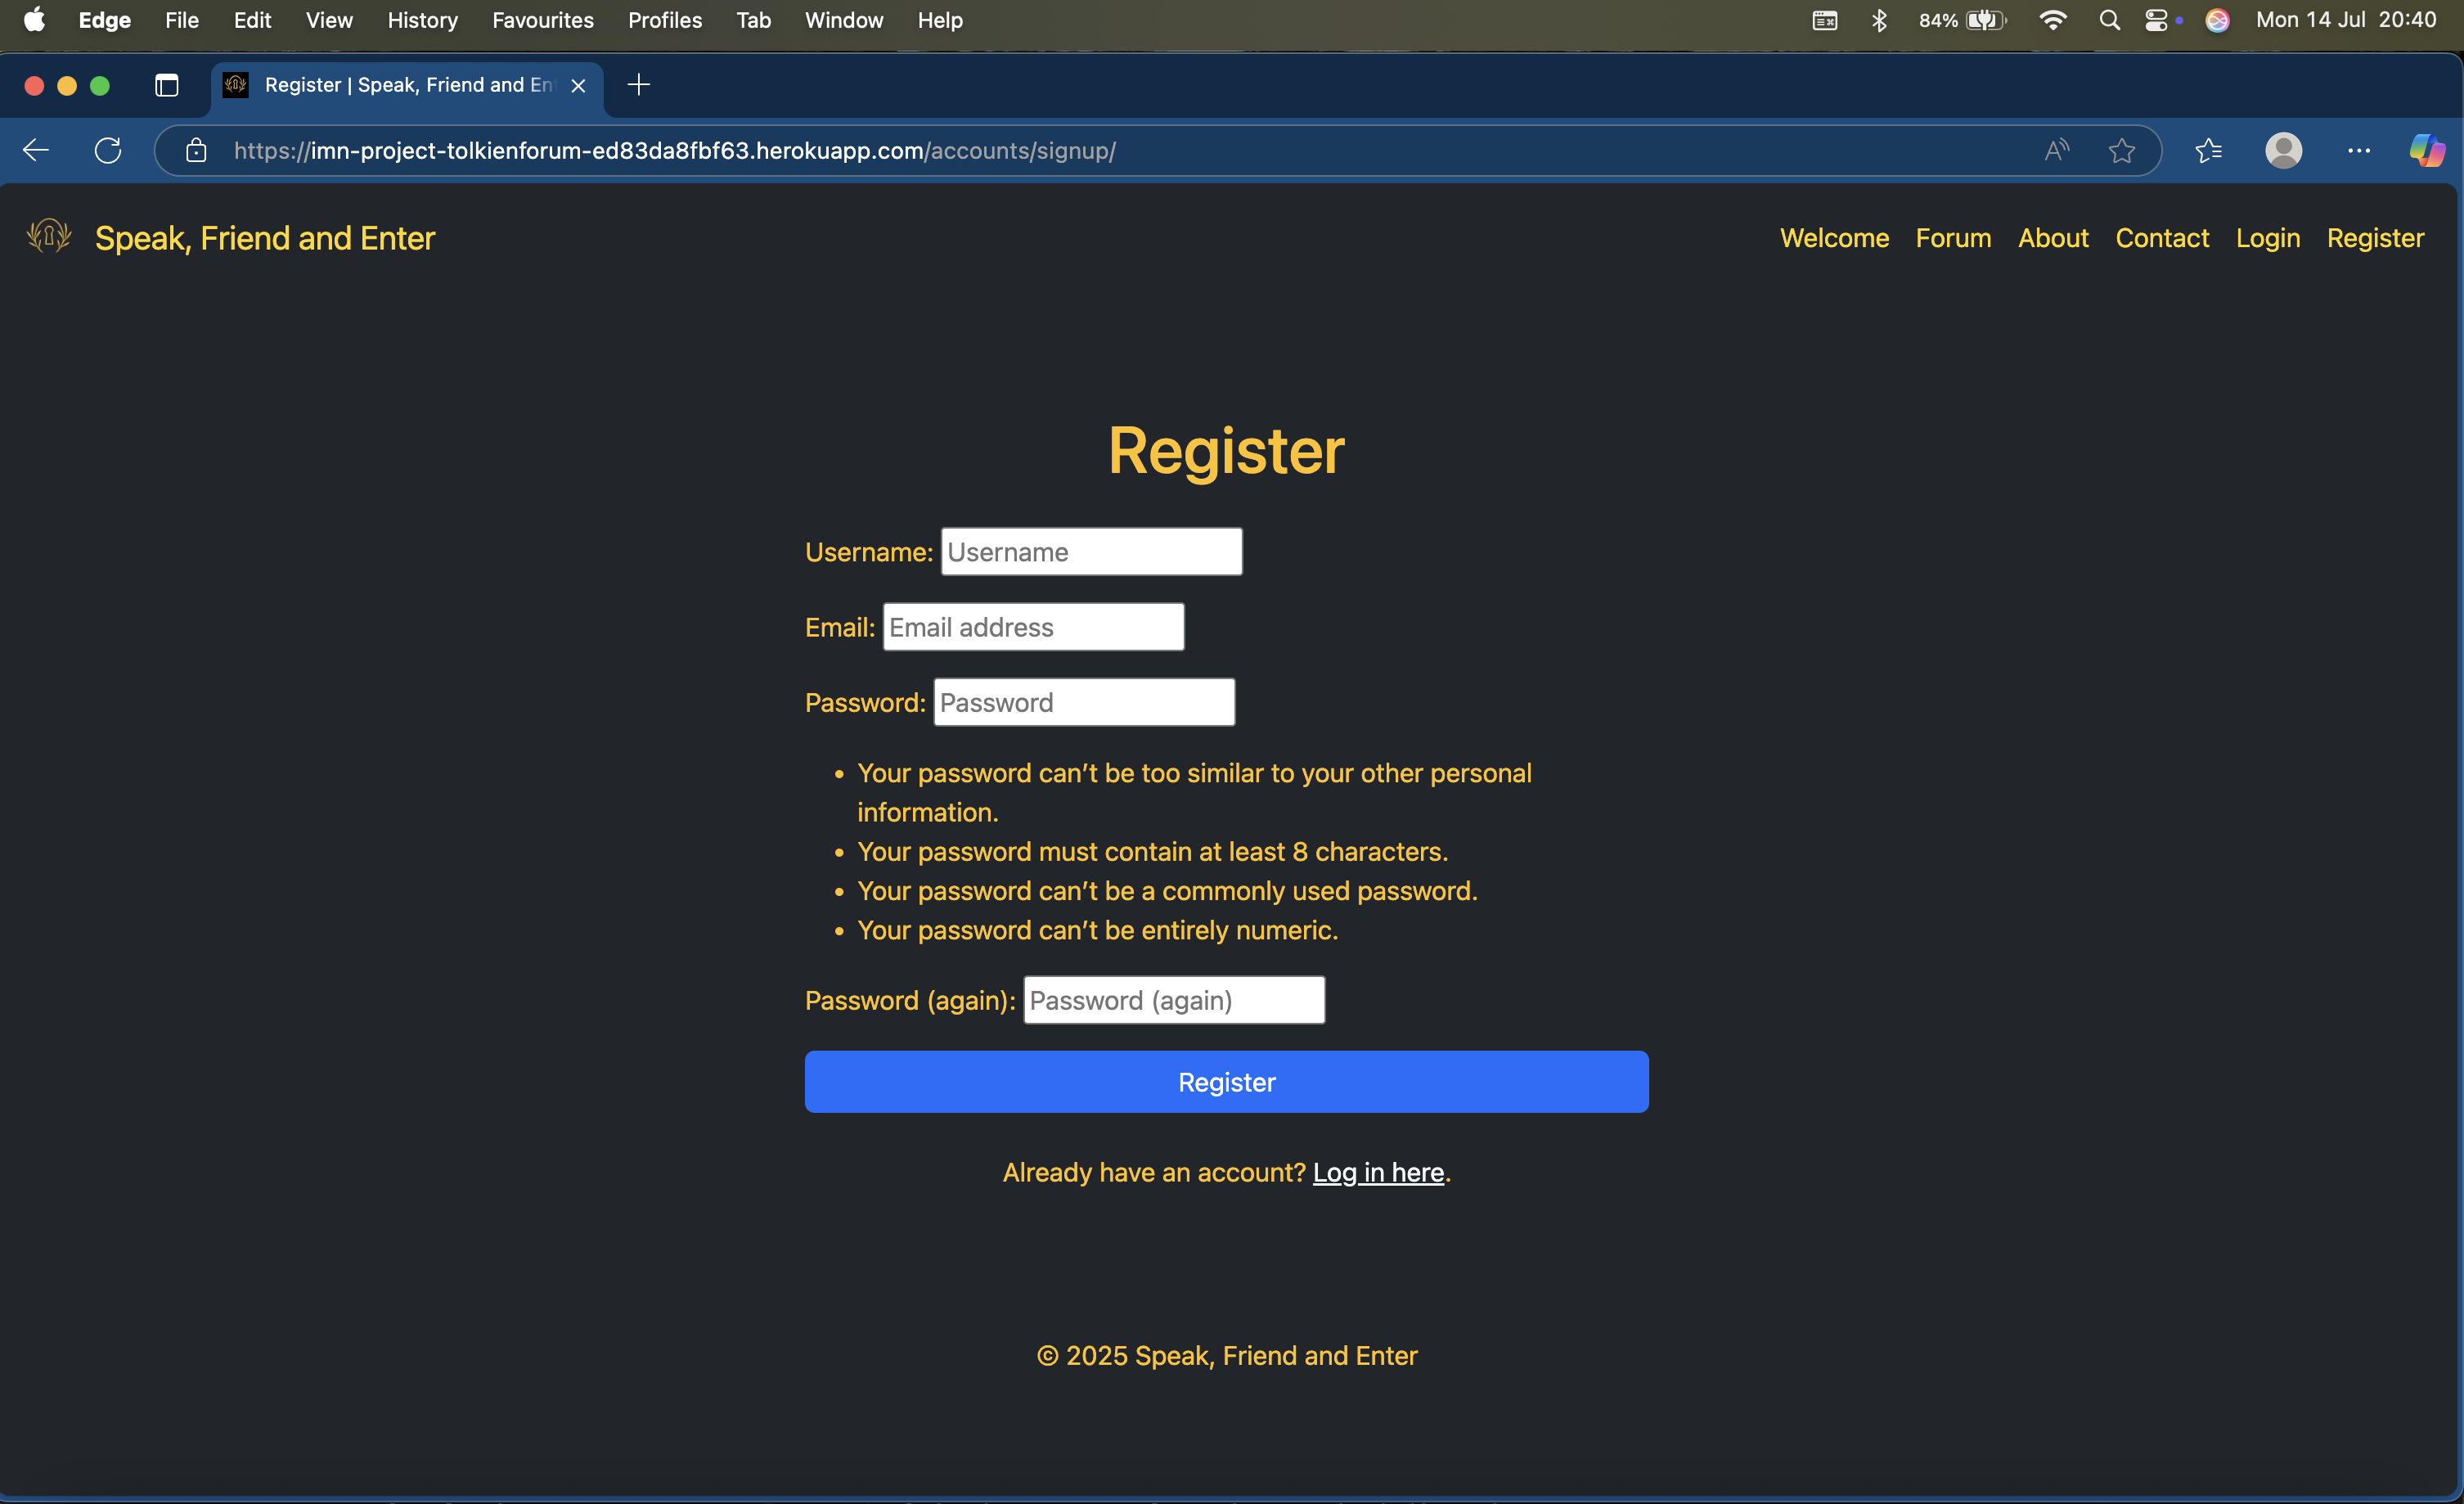 Edge File Edit View History Favourites Profiles Tab Window Help 84% Mon 14 Jul 20:40
Register | Speak, Friend and En
https://imn-project-tolkienforum-ed83da8fbf63.herokuapp.com/accounts/signup/
Speak, Friend and Enter Welcome Forum About Contact Login Register
Register
Username: Username
Email: Email address
Password: Password
• Your password can’t be too similar to your other personal
information.
• Your password must contain at least 8 characters.
• Your password can’t be a commonly used password.
• Your password can’t be entirely numeric.
Password (again): Password (again)
Register
Already have an account? Log in here.
© 2025 Speak, Friend and Enter